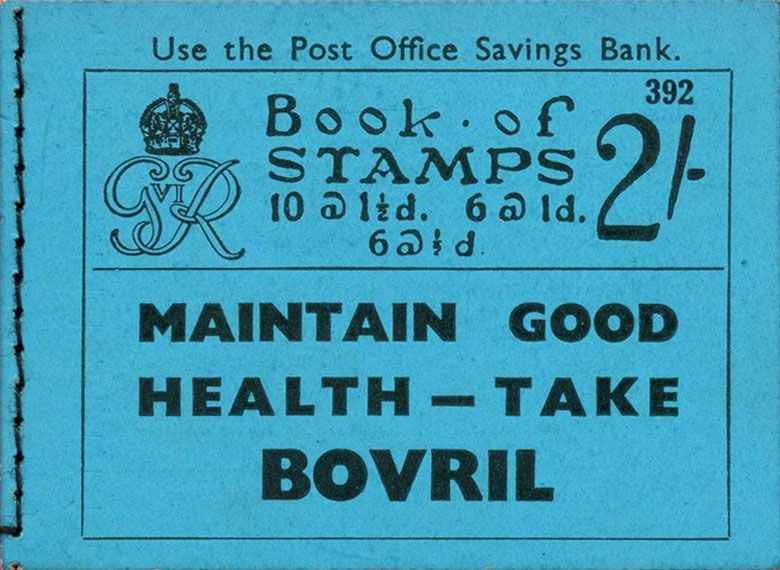 Use the Post Office Savings Bank.
392
GviR
Book·of
STAMPS
2/-
10 @ 1½d. 6 @ 1d.
6 @ ½d.
MAINTAIN GOOD
HEALTH — TAKE
BOVRIL